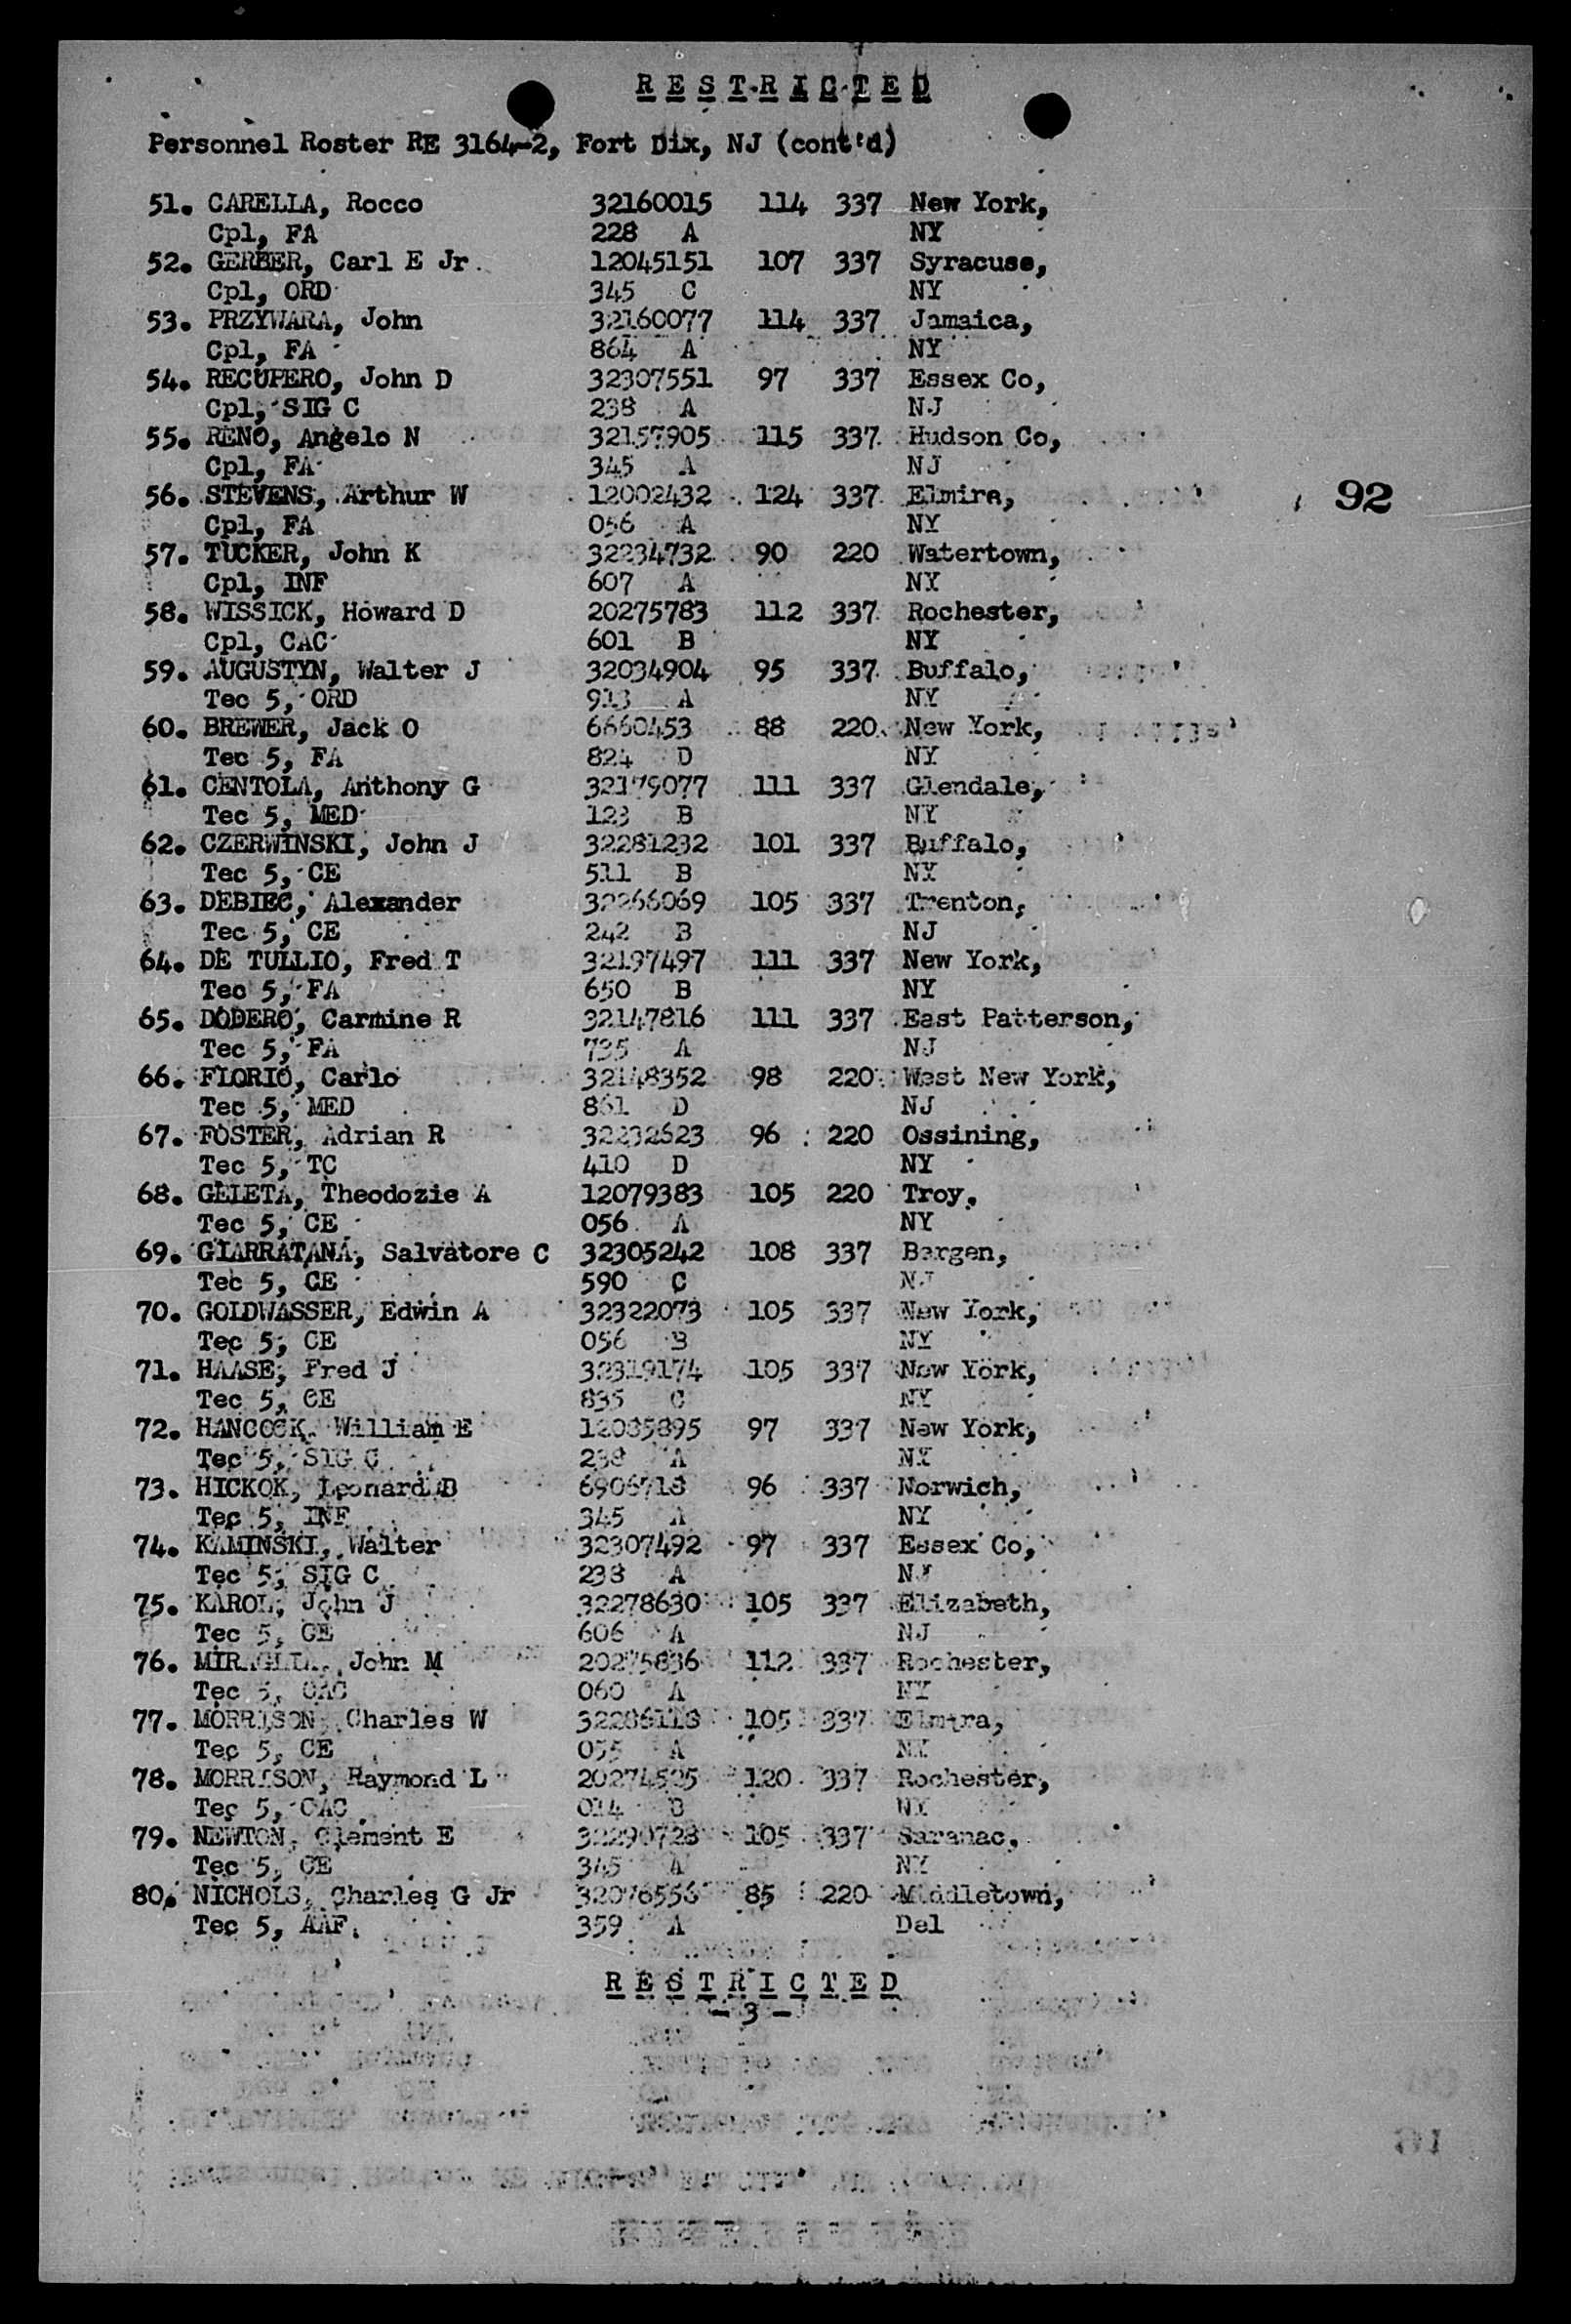 RESTRICTED
Personnel Roster RE 3164-2, Fort Dix, NJ (cont'd)
51. CARELLA, Rocco 32160015 114 337 New York,
Cpl, FA 228 A NY
52. GERBER, Carl E Jr 12045151 107 337 Syracuse,
Cpl, ORD 345 C NY
53. PRZYWARA, John 32160077 114 337 Jamaica,
Cpl, FA 864 A NY
54. RECUPERO, John D 32307551 97 337 Essex Co,
Cpl, SIG C 238 A NJ
55. RENO, Angelo N 32157905 115 337 Hudson Co,
Cpl, FA 345 A NJ
56. STEVENS, Arthur W 12002432 124 337 Elmira,
92
Cpl, FA 056 A NY
57. TUCKER, John K 32234732 90 220 Watertown,
Cpl, INF 607 A NY
58. WISSICK, Howard D 20275783 112 337 Rochester,
Cpl, CAC 601 B NY
59. AUGUSTYN, Walter J 32034904 95 337 Buffalo,
Tec 5, ORD 913 A NY
60. BREWER, Jack O 6660453 88 220 New York,
Tec 5, FA 824 D NY
61. CENTOLA, Anthony G 32179077 111 337 Glendale,
Tec 5, MED 123 B NY
62. CZERWINSKI, John J 32281232 101 337 Buffalo,
Tec 5, CE 511 B NY
63. DEBIEC, Alexander 32266069 105 337 Trenton,
Tec 5, CE 242 B NJ
64. DE TULLIO, Fred T 32197497 111 337 New York,
Tec 5, FA 650 B NY
65. DODERO, Carmine R 32147816 111 337 East Patterson,
Tec 5, FA 735 A NJ
66. FLORIO, Carlo 32148352 98 220 West New York,
Tec 5, MED 861 D NJ
67. FOSTER, Adrian R 32232623 96 220 Ossining,
Tec 5, TC 410 D NY
68. GELETA, Theodozie A 12079383 105 220 Troy,
Tec 5, CE 056 A NY
69. GIARRATANA, Salvatore C 32305242 108 337 Bergen,
Tec 5, CE 590 C NJ
70. GOLDWASSER, Edwin A 32322073 105 337 New York,
Tec 5, CE 056 B NY
71. HAASE, Fred J 32319174 105 337 New York,
Tec 5, CE 835 C NY
72. HANCOCK, William E 12085895 97 337 New York,
Tec 5, SIG C 238 A NY
73. HICKOK, Leonard D 6906718 96 337 Norwich,
Tec 5, INF 345 A NY
74. KAMINSKI, Walter 32307492 97 337 Essex Co,
Tec 5, SIG C 238 A NJ
75. KAROL, John J 32278630 105 337 Elizabeth,
Tec 5, CE 606 A NJ
76. MIRAGLIA, John M 20275836 112 337 Rochester,
Tec 5, CAC 060 A NY
77. MORRISON, Charles W 32286118 105 337 Elmira,
Tec 5, CE 055 A NY
78. MORRISON, Raymond L 120 337 Rochester,
Tec 5, CAC 014 B NY
79. NEWTON, Clement E 32290728 105 337 Saranac,
Tec 5, CE 345 A NY
80. NICHOLS, Charles G Jr 32076556 85 220 Middletown,
Tec 5, AAF 359 A Del
RESTRICTED
- 3 -